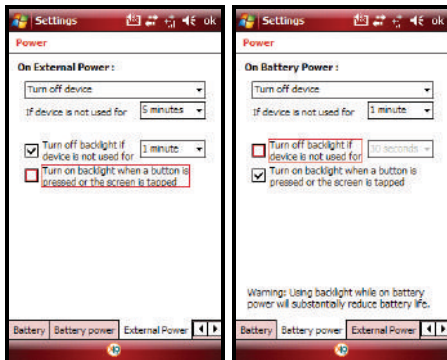 Settings
ok
Power
On External Power :
Turn off device
If device is not used for
5 minutes
Turn off backlight if
device is not used for
1 minute
Turn on backlight when a button is
pressed or the screen is tapped
Battery
Battery power
External Power
Settings
ok
Power
On Battery Power :
Turn off device
If device is not used for
1 minute
Turn off backlight if
device is not used for
30 seconds
Turn on backlight when a button is
pressed or the screen is tapped
Warning: Using backlight while on battery
power will substantially reduce battery life.
Battery
Battery power
External Power